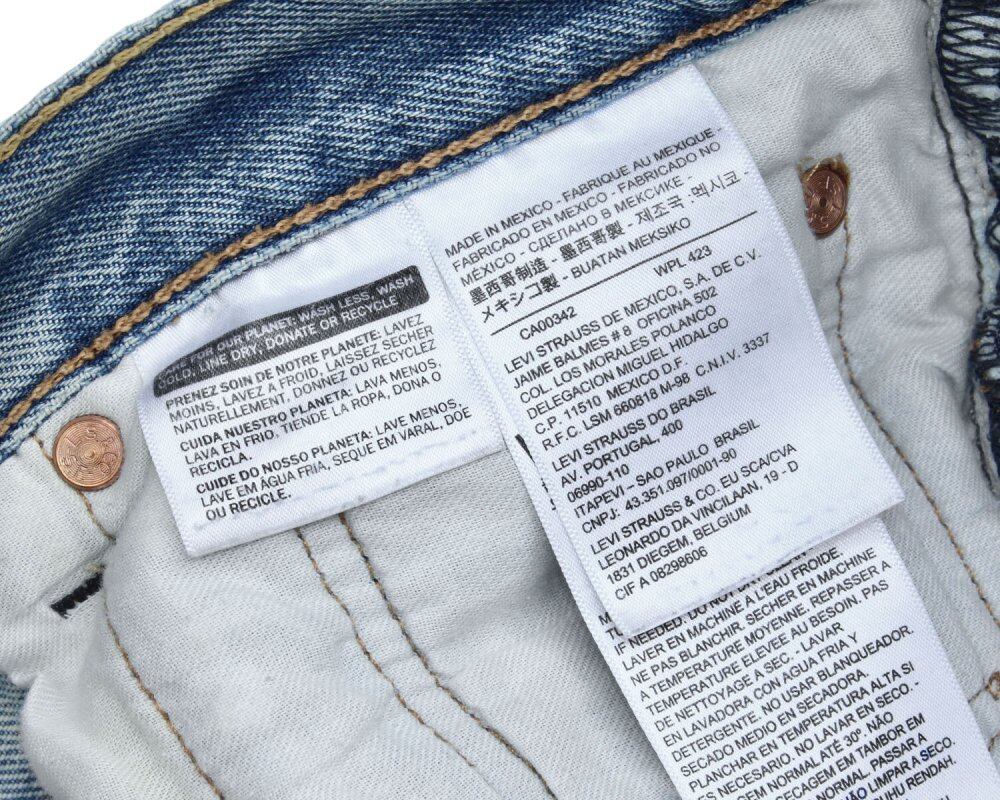 CARE FOR OUR PLANET: WASH LESS, WASH
COLD, LINE DRY, DONATE OR RECYCLE
PRENEZ SOIN DE NOTRE PLANETE: LAVEZ
MOINS, LAVEZ A FROID, LAISSEZ SECHER
NATURELLEMENT, DONNEZ OU RECYCLEZ
CUIDA NUESTRO PLANETA: LAVA MENOS,
LAVA EN FRIO, TIENDE LA ROPA, DONA O
RECICLA.
CUIDE DO NOSSO PLANETA: LAVE MENOS,
LAVE EM ÁGUA FRIA, SEQUE EM VARAL, DOE
OU RECICLE.
MADE IN MEXICO - FABRIQUE AU MEXIQUE -
FABRICADO EN MÉXICO - FABRICADO NO
MÉXICO - СДЕЛАНО В МЕКСИКЕ -
墨西哥制造 - 墨西哥製 - 제조국 : 멕시코 -
メキシコ製 - BUATAN MEKSIKO
CA00342 WPL 423
LEVI STRAUSS DE MEXICO, S.A. DE C.V.
JAIME BALMES # 8 OFICINA 502
COL. LOS MORALES POLANCO
DELEGACION MIGUEL HIDALGO
C.P. 11510 MEXICO D.F.
R.F.C. LSM 660818 M-98 C.N.I.V. 3337
LEVI STRAUSS DO BRASIL
AV. PORTUGAL, 400
06990-110
ITAPEVI - SAO PAULO BRASIL
CNPJ: 43.351.097/0001-90
LEVI STRAUSS & CO. EU SCA/CVA
LEONARDO DA VINCILAAN, 19 - D
1831 DIEGEM, BELGIUM
CIF A 08298606
IF NEEDED. DO NOT DRY CLEAN
LAVER EN MACHINE A L'EAU FROIDE.
NE PAS BLANCHIR. SECHER EN MACHINE
A TEMPERATURE MOYENNE. REPASSER A
TEMPERATURE ELEVEE AU BESOIN. PAS
DE NETTOYAGE A SEC. - LAVAR
EN LAVADORA CON AGUA FRIA Y
DETERGENTE. NO USAR BLANQUEADOR.
SECADO MEDIO EN SECADORA.
PLANCHAR EN TEMPERATURA ALTA SI
ES NECESARIO. NO LAVAR EN SECO. -
GEM NORMAL ATÉ 30°. NÃO
SECAGEM EM TAMBOR EM
NORMAL. PASSAR A
NÃO LIMPAR A SECO.
SUHU RENDAH.